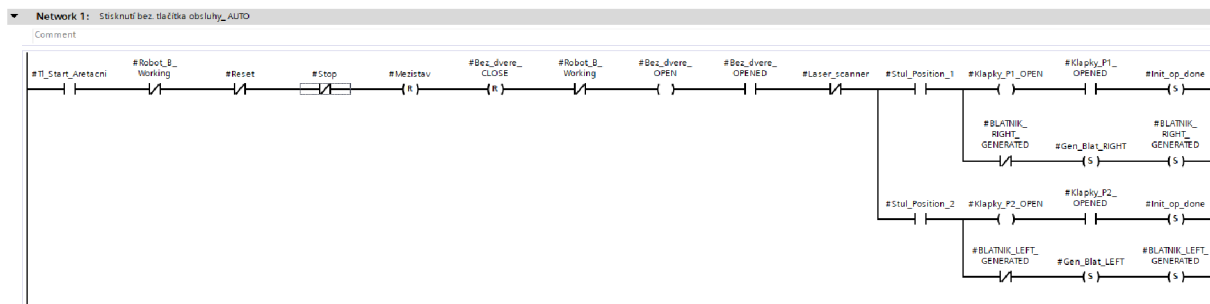 Network 1: Stisknutí bez. tlačítka obsluhy_AUTO
Comment
#Tl_Start_Aretacni
#Robot_B_
Working
#Reset
#Stop
#Mezistav
#Bez_dvere_
CLOSE
#Robot_B_
Working
#Bez_dvere_
OPEN
#Bez_dvere_
OPENED
#Laser_scanner
#Stul_Position_1
#Klapky_P1_OPEN
#Klapky_P1_
OPENED
#Init_op_done
R
R
S
#BLATNIK_
RIGHT_
GENERATED
#Gen_Blat_RIGHT
#BLATNIK_
RIGHT_
GENERATED
S
S
#Stul_Position_2
#Klapky_P2_OPEN
#Klapky_P2_
OPENED
#Init_op_done
S
#BLATNIK_LEFT_
GENERATED
#Gen_Blat_LEFT
#BLATNIK_LEFT_
GENERATED
S
S